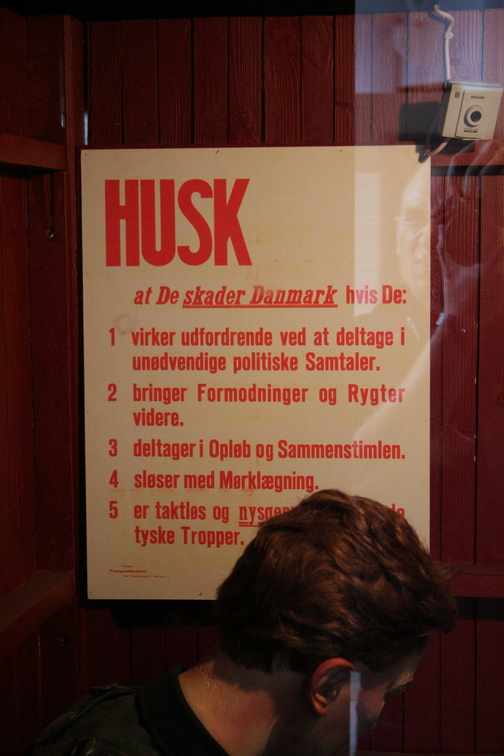 HUSK
at De skader Danmark hvis De:
1 virker udfordrende ved at deltage i
unødvendige politiske Samtaler.
2 bringer Formodninger og Rygter
videre.
3 deltager i Opløb og Sammenstimlen.
4 sløser med Mørklægning.
5 er taktløs og
tyske Tropper.